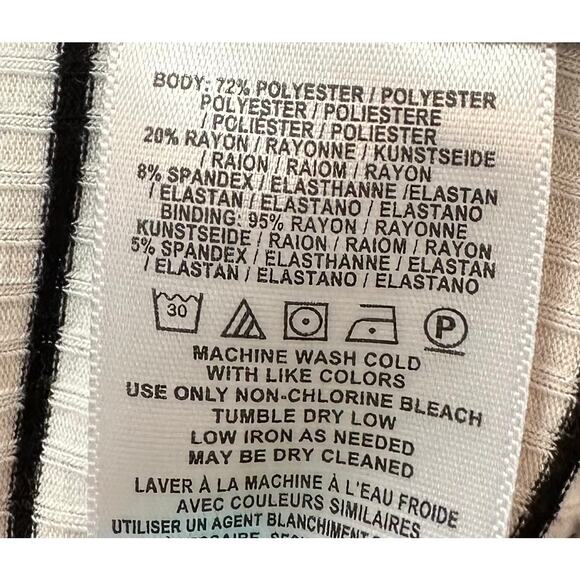 BODY: 72% POLYESTER / POLYESTER
POLYESTER / POLIESTERE
/ POLIESTER / POLIESTER
20% RAYON / RAYONNE / KUNSTSEIDE
/ RAION / RAIOM / RAYON
8% SPANDEX / ELASTHANNE /ELASTAN
/ ELASTAN / ELASTANO / ELASTANO
BINDING: 95% RAYON / RAYONNE
KUNSTSEIDE / RAION / RAIOM / RAYON
5% SPANDEX / ELASTHANNE / ELASTAN
/ ELASTAN / ELASTANO / ELASTANO
30 P
MACHINE WASH COLD
WITH LIKE COLORS
USE ONLY NON-CHLORINE BLEACH
TUMBLE DRY LOW
LOW IRON AS NEEDED
MAY BE DRY CLEANED
LAVER À LA MACHINE À L'EAU FROIDE
AVEC COULEURS SIMILAIRES
UTILISER UN AGENT BLANCHIMENT